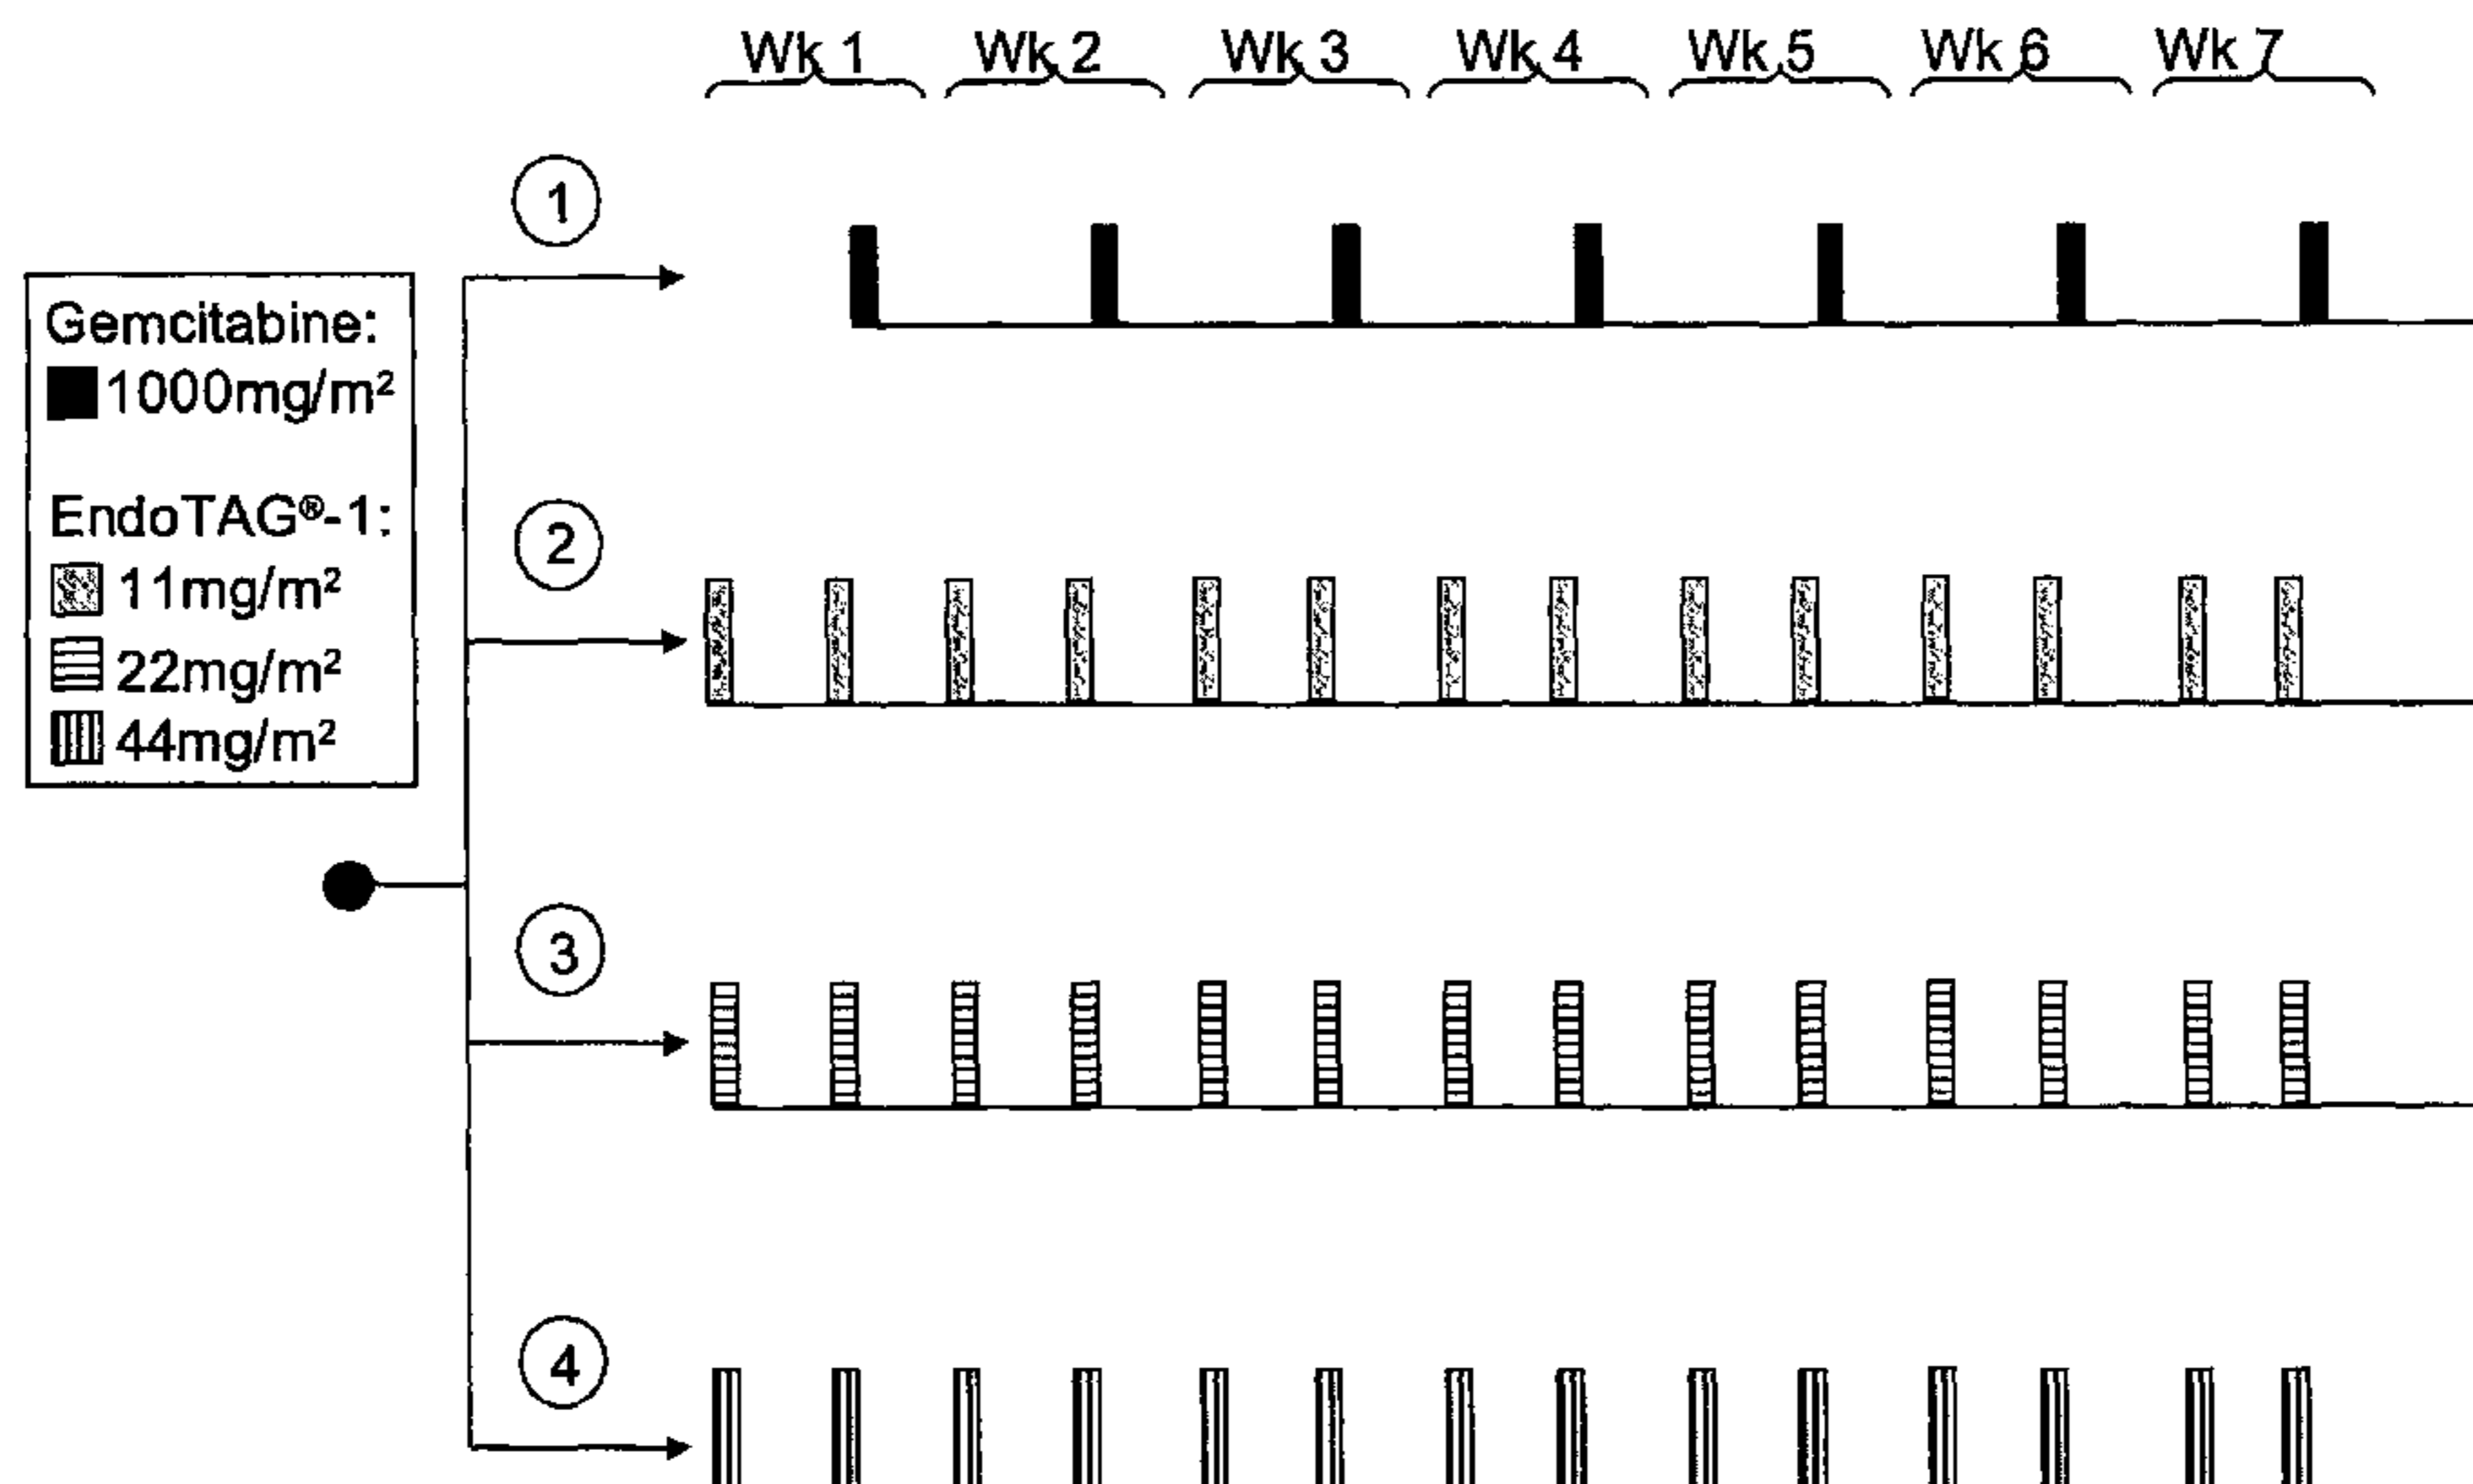 Wk 1 Wk 2 Wk 3 Wk 4 Wk 5 Wk 6 Wk 7
1
Gemcitabine:
1000mg/m²
EndoTAG®-1:
11mg/m²
22mg/m²
44mg/m²
2
3
4